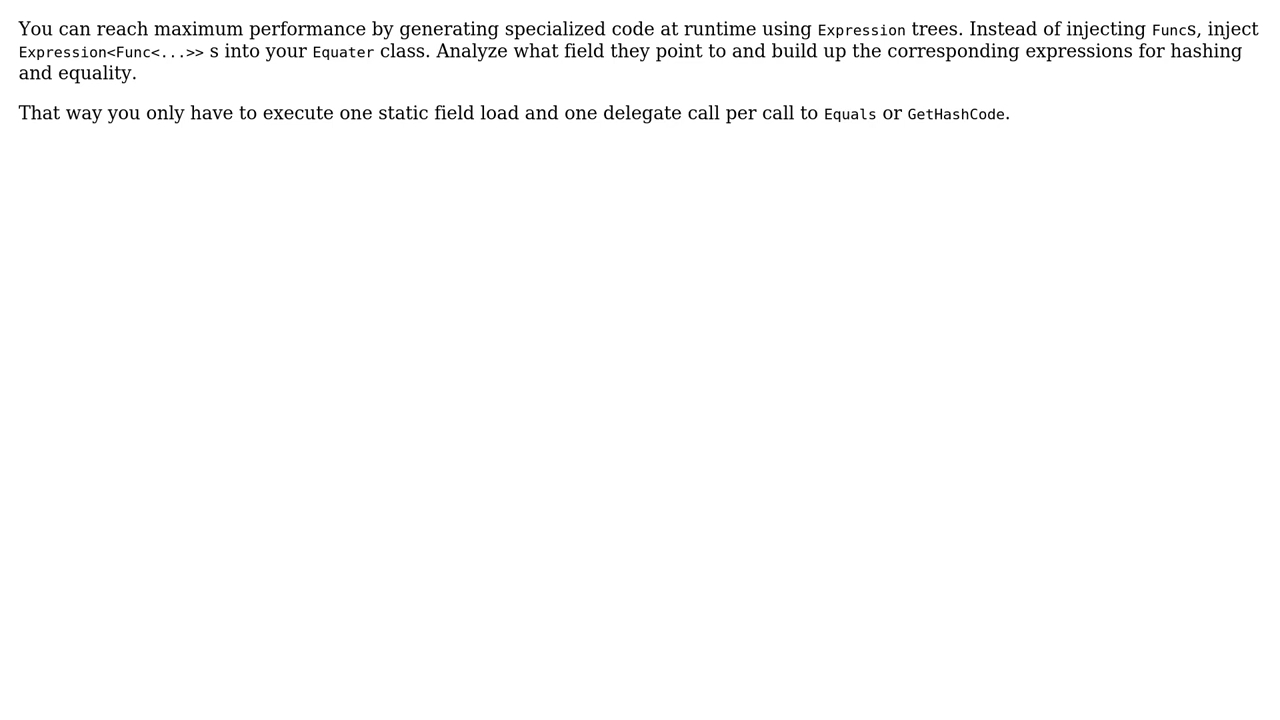 You can reach maximum performance by generating specialized code at runtime using Expression trees. Instead of injecting Funcs, inject
Expression<Func<...>> s into your Equater class. Analyze what field they point to and build up the corresponding expressions for hashing
and equality.
That way you only have to execute one static field load and one delegate call per call to Equals or GetHashCode.